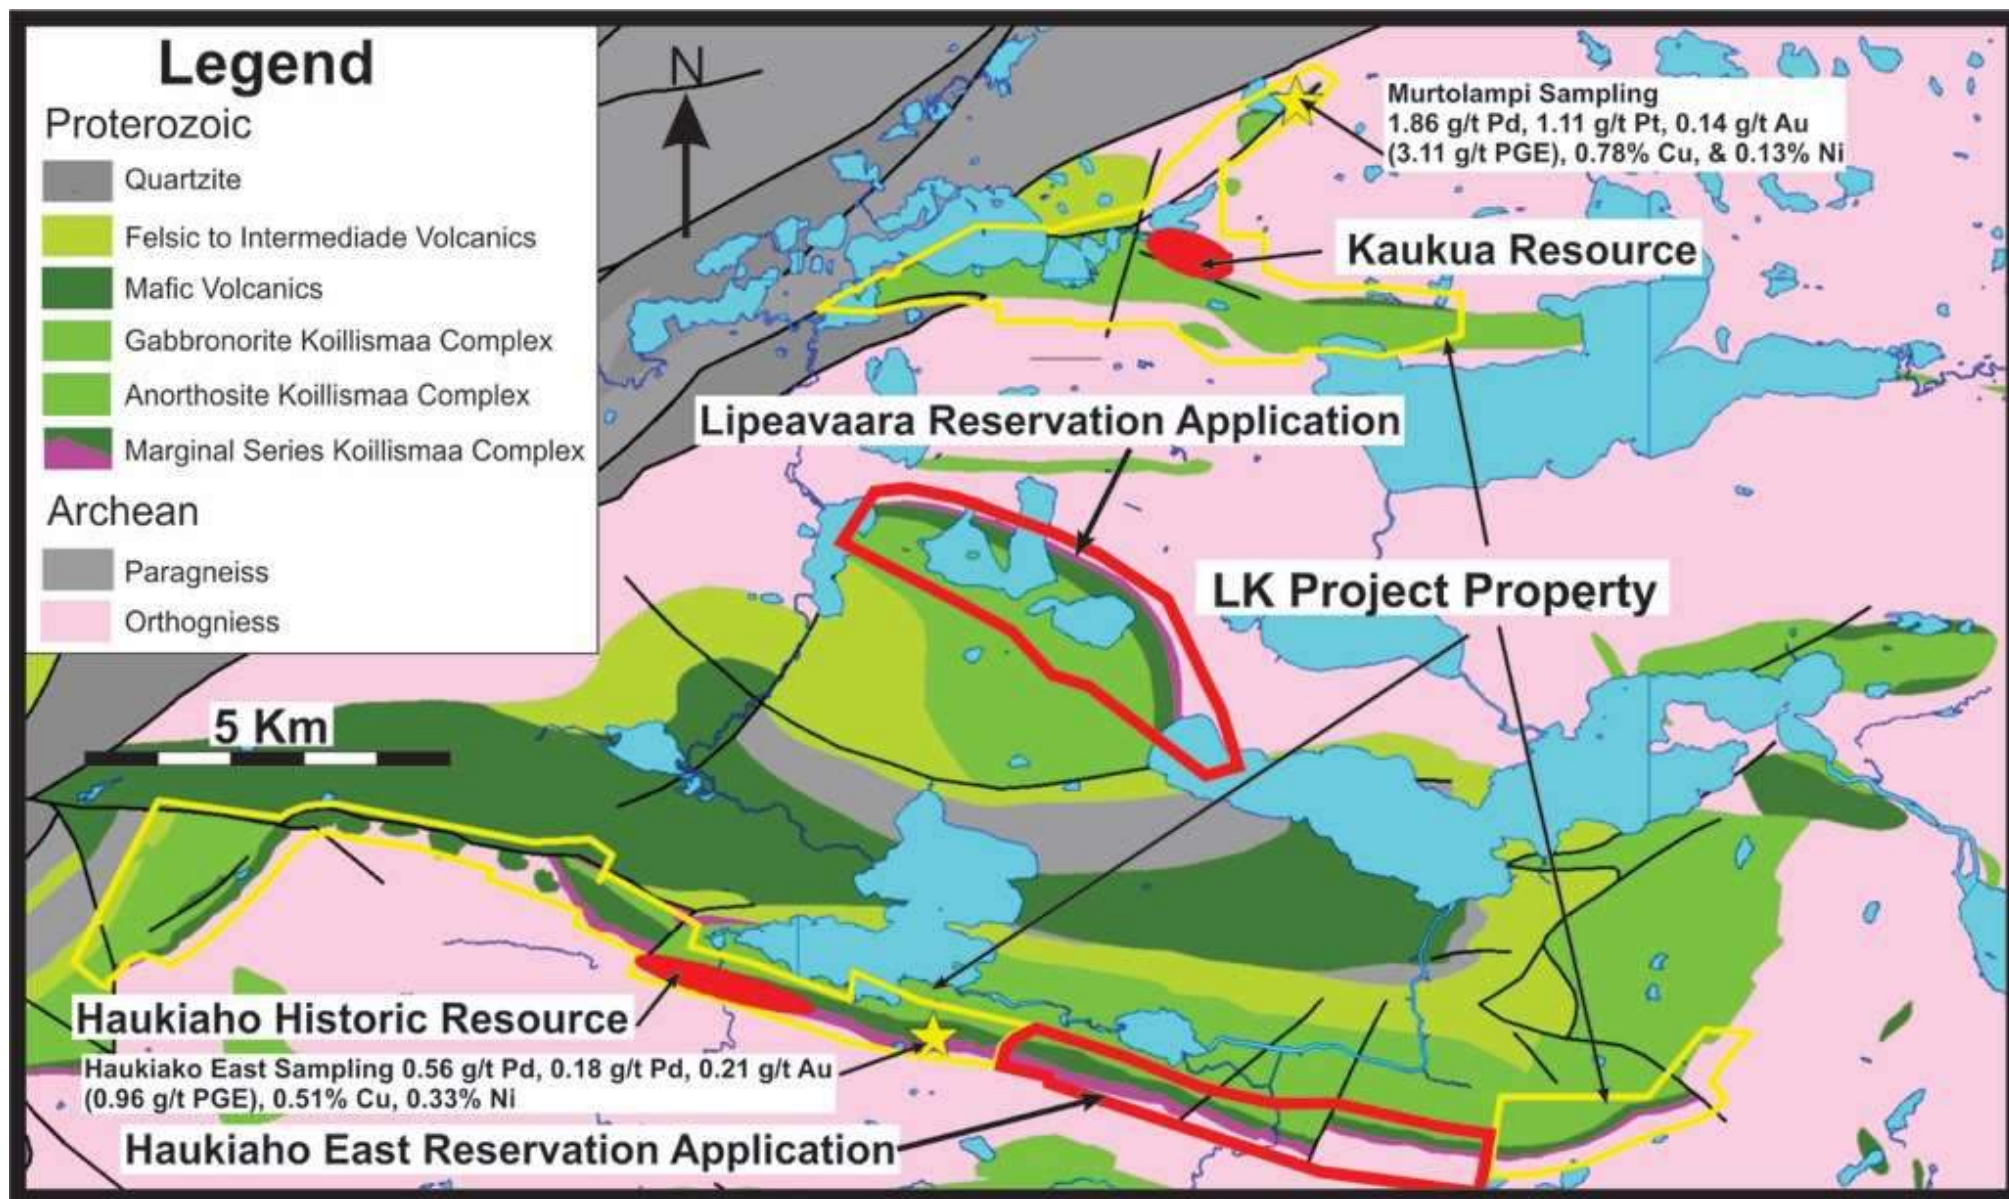 Legend
Proterozoic
Quartzite
Felsic to Intermediade Volcanics
Mafic Volcanics
Gabbronorite Koillismaa Complex
Anorthosite Koillismaa Complex
Marginal Series Koillismaa Complex
Archean
Paragneiss
Orthogniess
N
Murtolampi Sampling
1.86 g/t Pd, 1.11 g/t Pt, 0.14 g/t Au
(3.11 g/t PGE), 0.78% Cu, & 0.13% Ni
Kaukua Resource
Lipeavaara Reservation Application
LK Project Property
5 Km
Haukiaho Historic Resource
Haukiako East Sampling 0.56 g/t Pd, 0.18 g/t Pd, 0.21 g/t Au
(0.96 g/t PGE), 0.51% Cu, 0.33% Ni
Haukiaho East Reservation Application